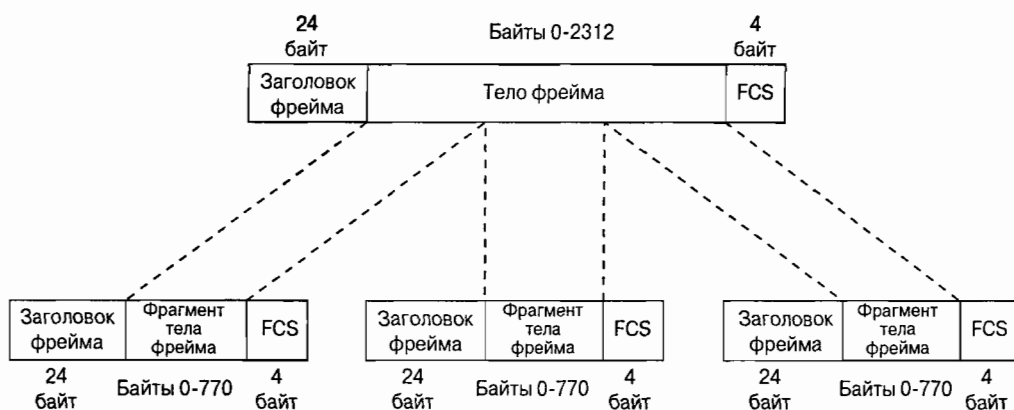 24
байт
Байты 0-2312
4
байт
Заголовок
фрейма
Тело фрейма
FCS
Заголовок
фрейма
Фрагмент
тела
фрейма
FCS
Заголовок
фрейма
Фрагмент
тела
фрейма
FCS
Заголовок
фрейма
Фрагмент
тела
фрейма
FCS
24
байт
Байты 0-770
4
байт
24
байт
Байты 0-770
4
байт
24
байт
Байты 0-770
4
байт